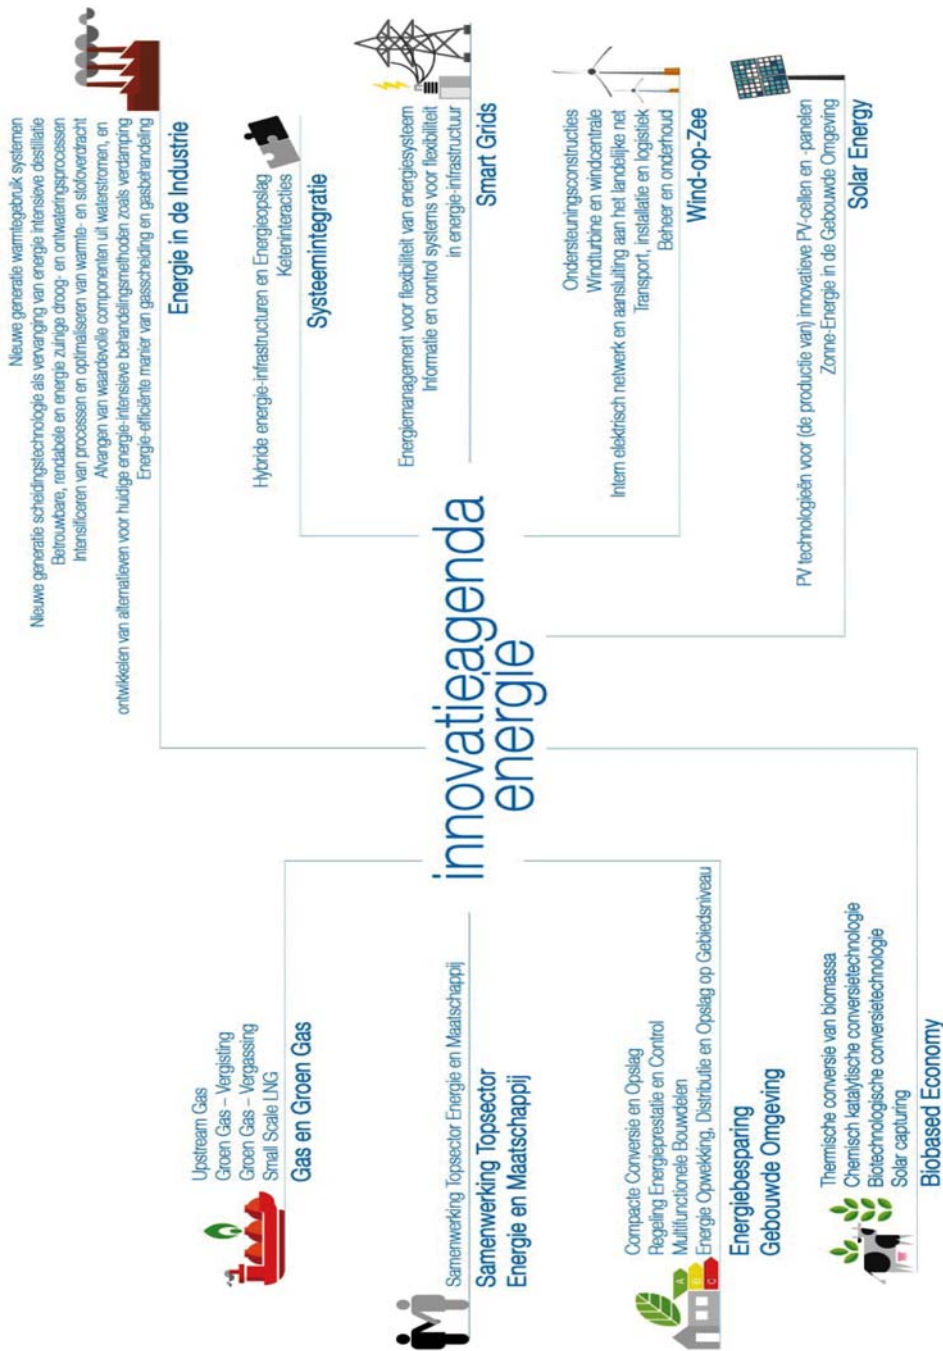 Upstream Gas
Groen Gas – Vergisting
Groen Gas – Vergassing
Small Scale LNG
Gas en Groen Gas
Samenwerking Topsector Energie en Maatschappij
Samenwerking Topsector
Energie en Maatschappij
Compacte Conversie en Opslag
Regeling Energieprestatie en Control
Multifunctionele Bouwdelen
Energie Opwekking, Distributie en Opslag op Gebiedsniveau
A
B
C
Energiebesparing
Gebouwde Omgeving
Thermische conversie van biomassa
Chemisch katalytische conversietechnologie
Biotechnologische conversietechnologie
Solar capturing
Biobased Economy
innovatieagenda
energie
Nieuwe generatie warmtegebruik systemen
Nieuwe generatie scheidingstechnologie als vervanging van energie intensieve destillatie
Betrouwbare, rendabele en energie zuinige droog- en ontwateringsprocessen
Intensificeren van processen en optimaliseren van warmte- en stofoverdracht
Afvangen van waardevolle componenten uit waterstromen, en
ontwikkelen van alternatieven voor huidige energie-intensieve behandelingsmethoden zoals verdamping
Energie-efficiënte manier van gasscheiding en gasbehandeling
Energie in de Industrie
Hybride energie-infrastructuren en Energieopslag
Keteninteracties
Systeemintegratie
Energiemanagement voor flexibiliteit van energiesysteem
Informatie en control systems voor flexibiliteit
in energie-infrastructuur
Smart Grids
Ondersteuningsconstructies
Windturbine en windcentrale
Intern elektrisch netwerk en aansluiting aan het landelijke net
Transport, installatie en logistiek
Beheer en onderhoud
Wind-op-Zee
PV technologieën voor (de productie van) innovatieve PV-cellen en -panelen
Zonne-Energie in de Gebouwde Omgeving
Solar Energy